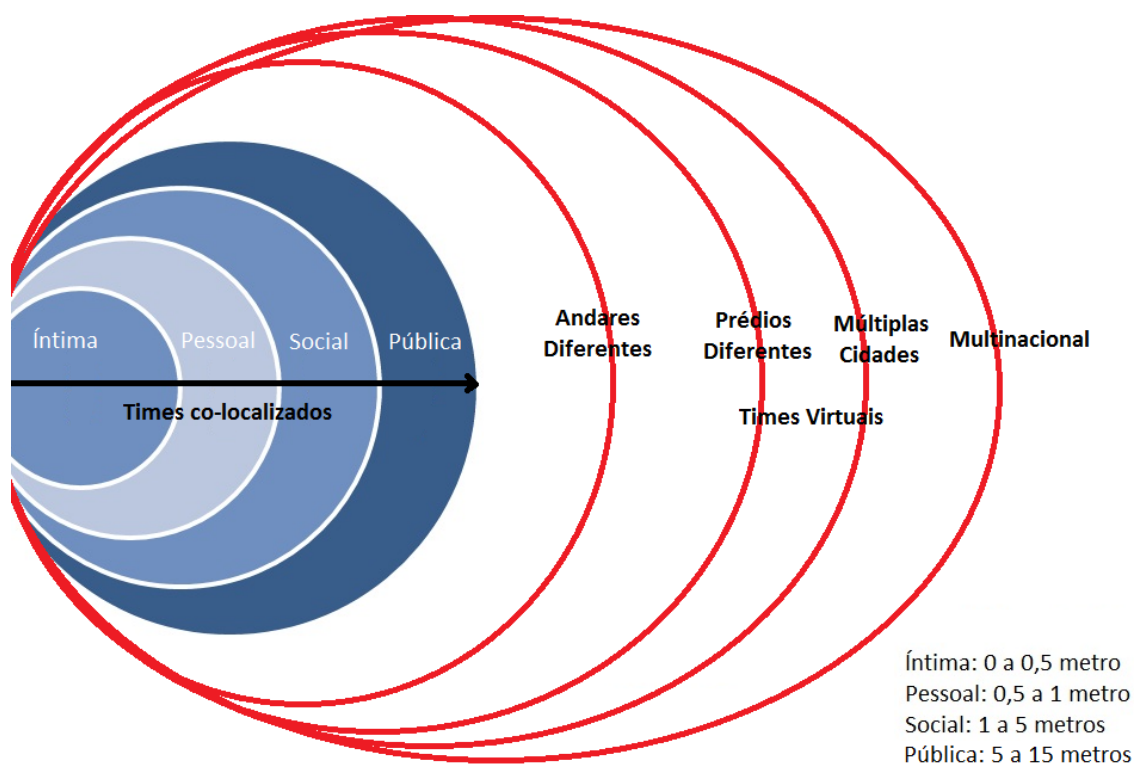 Íntima
Pessoal
Social
Pública
Andares
Diferentes
Prédios
Diferentes
Múltiplas
Cidades
Multinacional
Times co-localizados
Times Virtuais
Íntima: 0 a 0,5 metro
Pessoal: 0,5 a 1 metro
Social: 1 a 5 metros
Pública: 5 a 15 metros